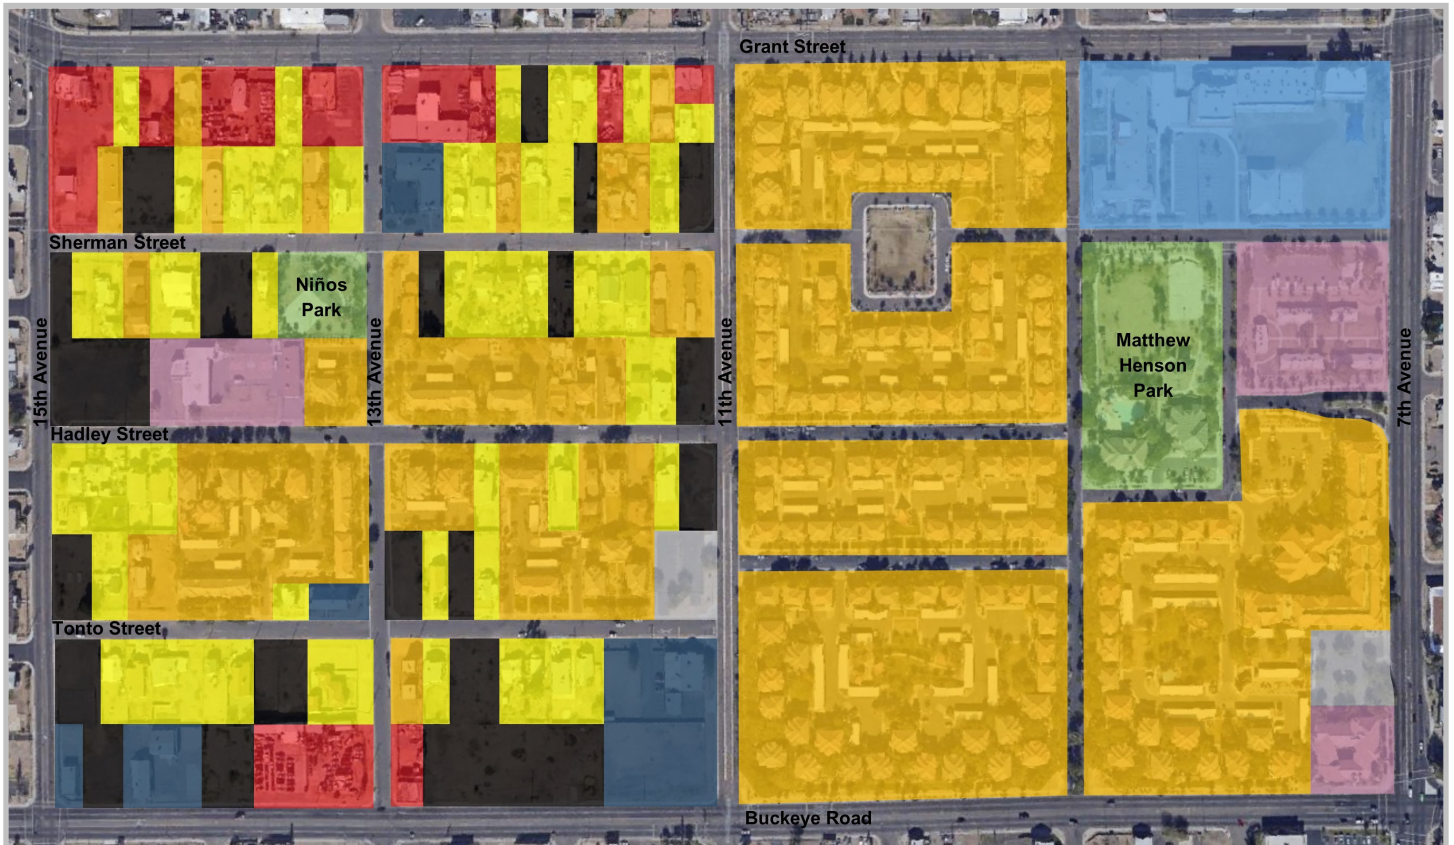 Grant Street
Sherman Street
Niños
Park
15th Avenue
13th Avenue
11th Avenue
Matthew
Henson
Park
7th Avenue
Hadley Street
Tonto Street
Buckeye Road